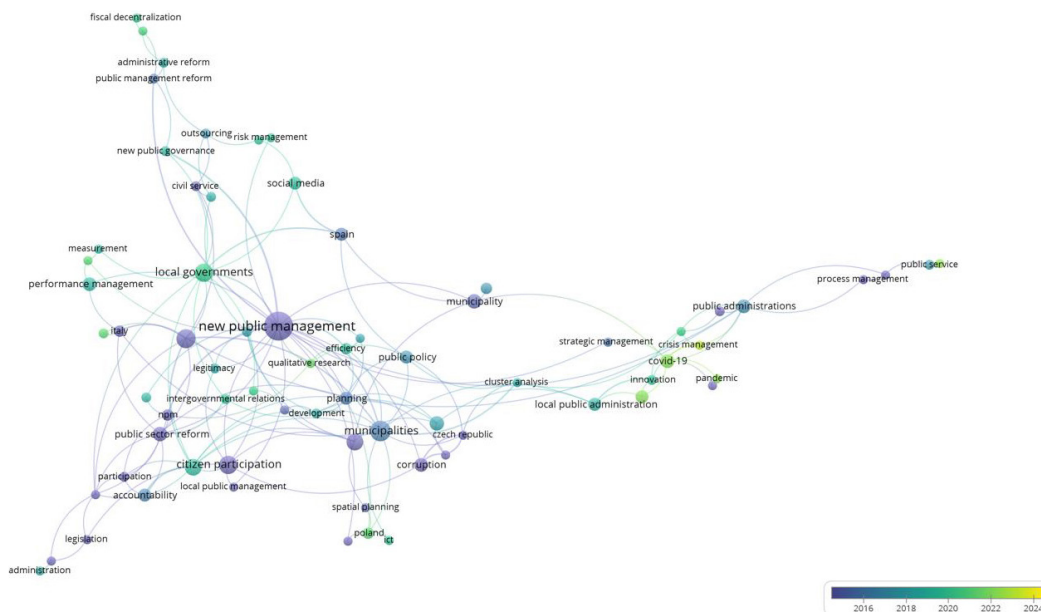 fiscal decentralization
administrative reform
public management reform
outsourcing
risk management
new public governance
civil service
social media
spain
measurement
local governments
performance management
public service
process management
municipality
public administrations
new public management
italy
strategic management
crisis management
efficiency
public policy
covid-19
qualitative research
legitimacy
cluster analysis
innovation
pandemic
intergovernmental relations
planning
local public administration
npm
development
public sector reform
municipalities
czech republic
citizen participation
corruption
participation
local public management
accountability
spatial planning
poland
ict
legislation
administration
2016
2018
2020
2022
2024